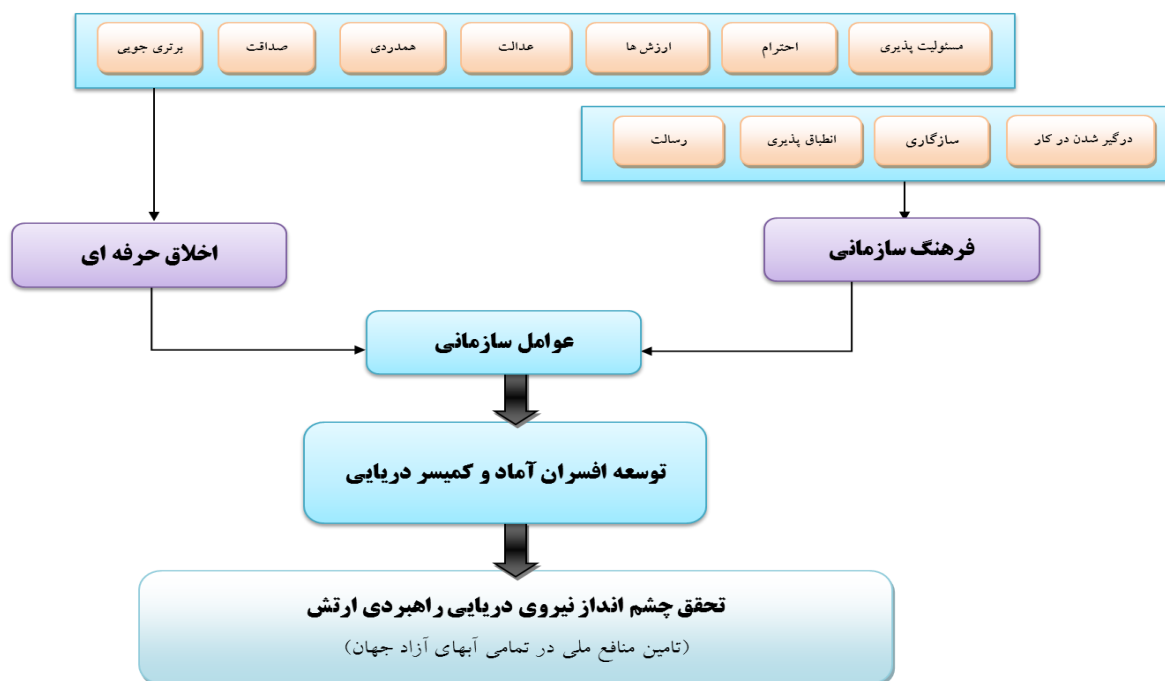 مسئولیت پذیری
احترام
ارزش ها
عدالت
همدردی
صداقت
برتری جویی
درگیر شدن در کار
سازگاری
انطباق پذیری
رسالت
اخلاق حرفه ای
فرهنگ سازمانی
عوامل سازمانی
توسعه افسران آماد و کمیسر دریایی
تحقق چشم انداز نیروی دریایی راهبردی ارتش
(تامین منافع ملی در تمامی آبهای آزاد جهان)